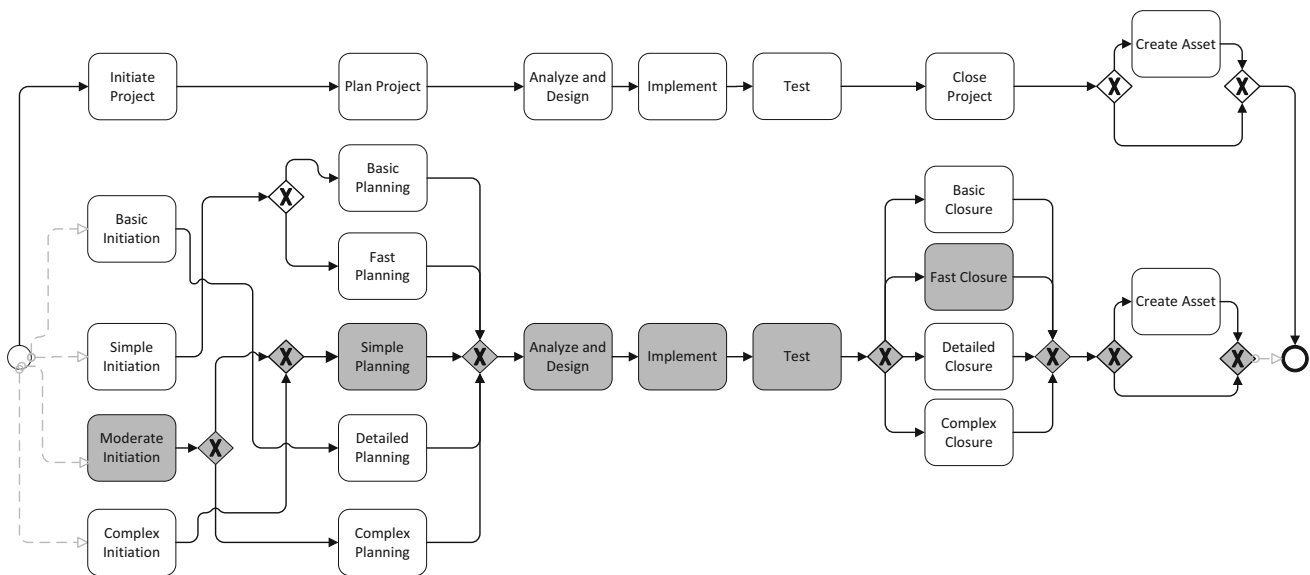 Create Asset
Initiate
Project
Plan Project
Analyze and
Design
Implement
Test
Close
Project
X
X
Basic
Planning
X
Basic
Initiation
Fast
Planning
Basic
Closure
Fast Closure
Create Asset
Simple
Initiation
X
Simple
Planning
X
Analyze and
Design
Implement
Test
X
Detailed
Closure
X
X
X
Moderate
Initiation
X
Detailed
Planning
Complex
Closure
Complex
Initiation
Complex
Planning